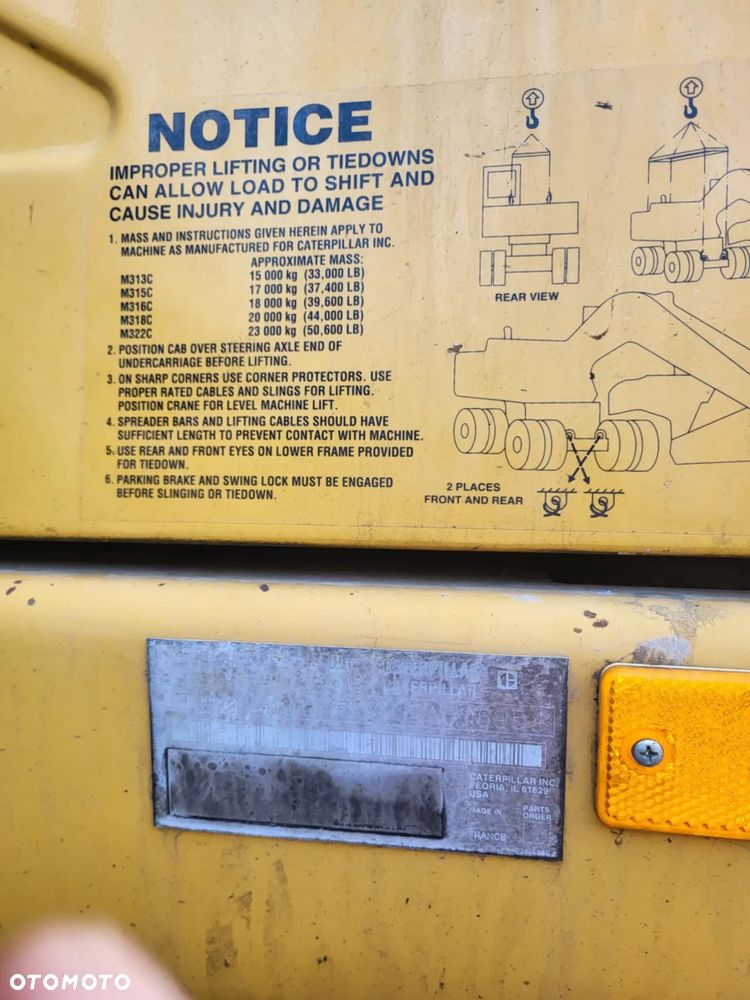 NOTICE
IMPROPER LIFTING OR TIEDOWNS
CAN ALLOW LOAD TO SHIFT AND
CAUSE INJURY AND DAMAGE
1. MASS AND INSTRUCTIONS GIVEN HEREIN APPLY TO
MACHINE AS MANUFACTURED FOR CATERPILLAR INC.
APPROXIMATE MASS:
M313C 15 000 kg (33,000 LB)
M315C 17 000 kg (37,400 LB)
M316C 18 000 kg (39,600 LB)
M318C 20 000 kg (44,000 LB)
M322C 23 000 kg (50,600 LB)
2. POSITION CAB OVER STEERING AXLE END OF
UNDERCARRIAGE BEFORE LIFTING.
3. ON SHARP CORNERS USE CORNER PROTECTORS. USE
PROPER RATED CABLES AND SLINGS FOR LIFTING.
POSITION CRANE FOR LEVEL MACHINE LIFT.
4. SPREADER BARS AND LIFTING CABLES SHOULD HAVE
SUFFICIENT LENGTH TO PREVENT CONTACT WITH MACHINE.
5. USE REAR AND FRONT EYES ON LOWER FRAME PROVIDED
FOR TIEDOWN.
6. PARKING BRAKE AND SWING LOCK MUST BE ENGAGED
BEFORE SLINGING OR TIEDOWN.
REAR VIEW
2 PLACES
FRONT AND REAR
CATERPILLAR
CATERPILLAR INC.
PEORIA, IL 61629
USA
MADE IN
PARTS
ORDER
FRANCE
OTOMOTO